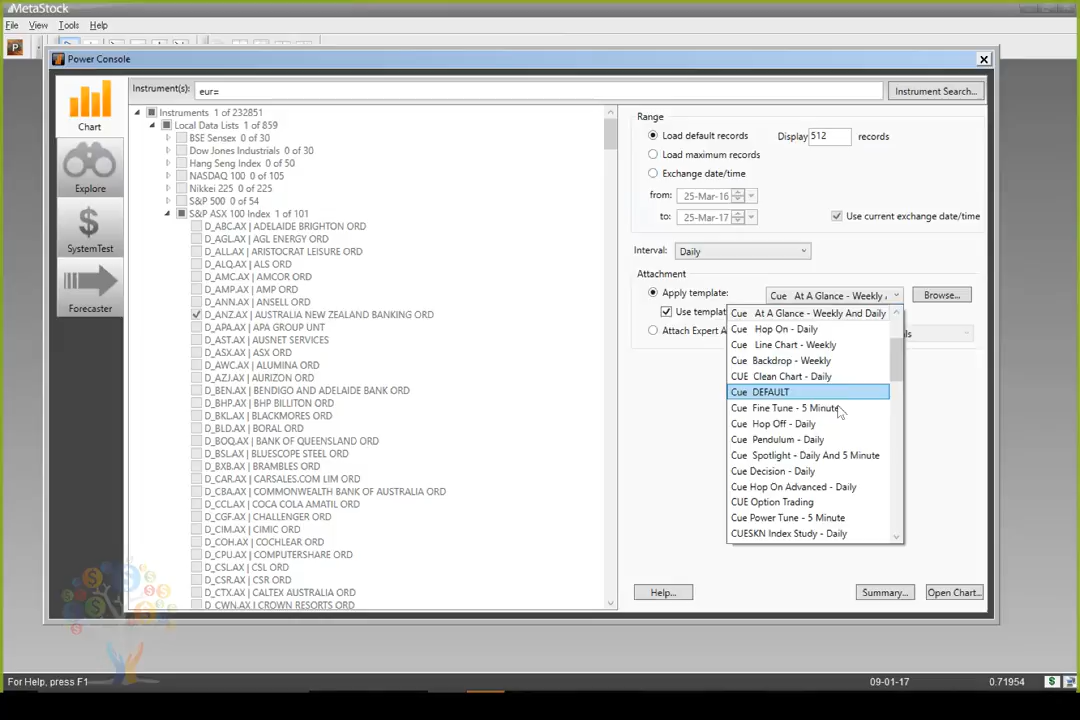 MetaStock
File View Tools Help
P
Power Console
Instrument(s): eur= Instrument Search...
Chart
Explore
SystemTest
Forecaster
Instruments 1 of 232851
Local Data Lists 1 of 859
BSE Sensex 0 of 30
Dow Jones Industrials 0 of 30
Hang Seng Index 0 of 50
NASDAQ 100 0 of 105
Nikkei 225 0 of 225
S&P 500 0 of 54
S&P ASX 100 Index 1 of 101
D_ABC.AX | ADELAIDE BRIGHTON ORD
D_AGL.AX | AGL ENERGY ORD
D_ALL.AX | ARISTOCRAT LEISURE ORD
D_ALQ.AX | ALS ORD
D_AMC.AX | AMCOR ORD
D_AMP.AX | AMP ORD
D_ANN.AX | ANSELL ORD
D_ANZ.AX | AUSTRALIA NEW ZEALAND BANKING ORD
D_APA.AX | APA GROUP UNT
D_AST.AX | AUSNET SERVICES
D_ASX.AX | ASX ORD
D_AWC.AX | ALUMINA ORD
D_AZJ.AX | AURIZON ORD
D_BEN.AX | BENDIGO AND ADELAIDE BANK ORD
D_BHP.AX | BHP BILLITON ORD
D_BKL.AX | BLACKMORES ORD
D_BLD.AX | BORAL ORD
D_BOQ.AX | BANK OF QUEENSLAND ORD
D_BSL.AX | BLUESCOPE STEEL ORD
D_BXB.AX | BRAMBLES ORD
D_CAR.AX | CARSALES.COM LIM ORD
D_CBA.AX | COMMONWEALTH BANK OF AUSTRALIA ORD
D_CCL.AX | COCA COLA AMATIL ORD
D_CGF.AX | CHALLENGER ORD
D_CIM.AX | CIMIC ORD
D_COH.AX | COCHLEAR ORD
D_CPU.AX | COMPUTERSHARE ORD
D_CSL.AX | CSL ORD
D_CSR.AX | CSR ORD
D_CTX.AX | CALTEX AUSTRALIA ORD
D_CWN.AX | CROWN RESORTS ORD
Range
Load default records Display 512 records
Load maximum records
Exchange date/time
from: 25-Mar-16
to: 25-Mar-17 Use current exchange date/time
Interval: Daily
Attachment
Apply template: Cue At A Glance - Weekly Browse...
Use templat
Attach Expert A
ls
Cue At A Glance - Weekly And Daily
Cue Hop On - Daily
Cue Line Chart - Weekly
Cue Backdrop - Weekly
CUE Clean Chart - Daily
Cue DEFAULT
Cue Fine Tune - 5 Minute
Cue Hop Off - Daily
Cue Pendulum - Daily
Cue Spotlight - Daily And 5 Minute
Cue Decision - Daily
Cue Hop On Advanced - Daily
CUE Option Trading
Cue Power Tune - 5 Minute
CUESKN Index Study - Daily
Help... Summary... Open Chart...
For Help, press F1 09-01-17 0.71954